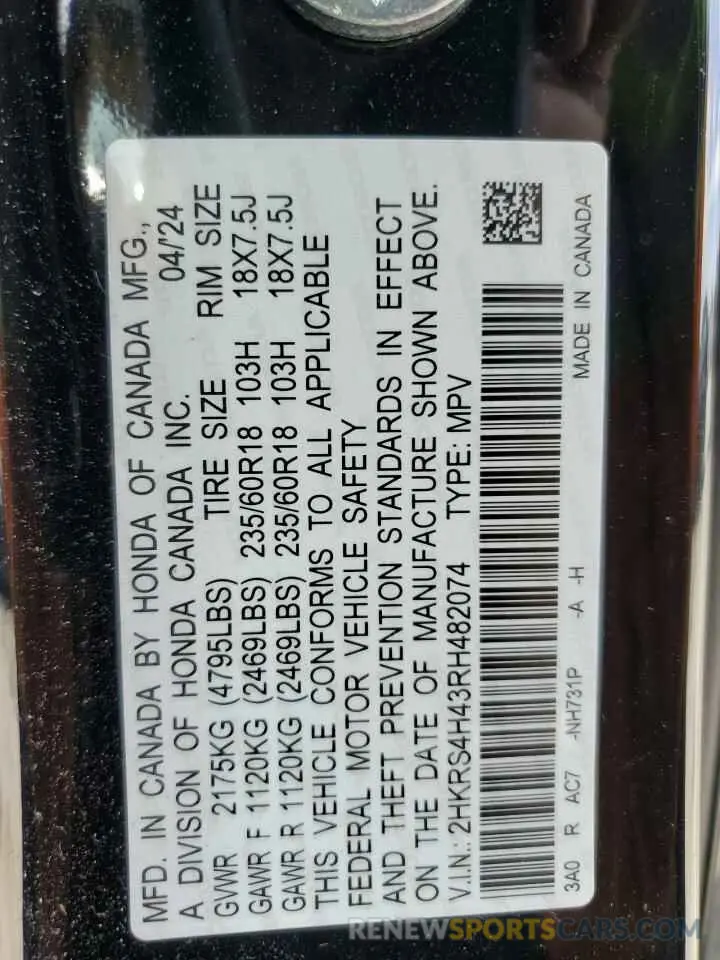 MFD. IN CANADA BY HONDA OF CANADA MFG.,
A DIVISION OF HONDA CANADA INC. 04/'24
GVWR 2175KG (4795LBS) TIRE SIZE RIM SIZE
GAWR F 1120KG (2469LBS) 235/60R18 103H 18X7.5J
GAWR R 1120KG (2469LBS) 235/60R18 103H 18X7.5J
THIS VEHICLE CONFORMS TO ALL APPLICABLE
FEDERAL MOTOR VEHICLE SAFETY
AND THEFT PREVENTION STANDARDS IN EFFECT
ON THE DATE OF MANUFACTURE SHOWN ABOVE.
V.I.N.: 2HKRS4H43RH482074 TYPE: MPV
3A0 R AC7 -NH731P -A -H MADE IN CANADA
RENEWSPORTSCARS.COM